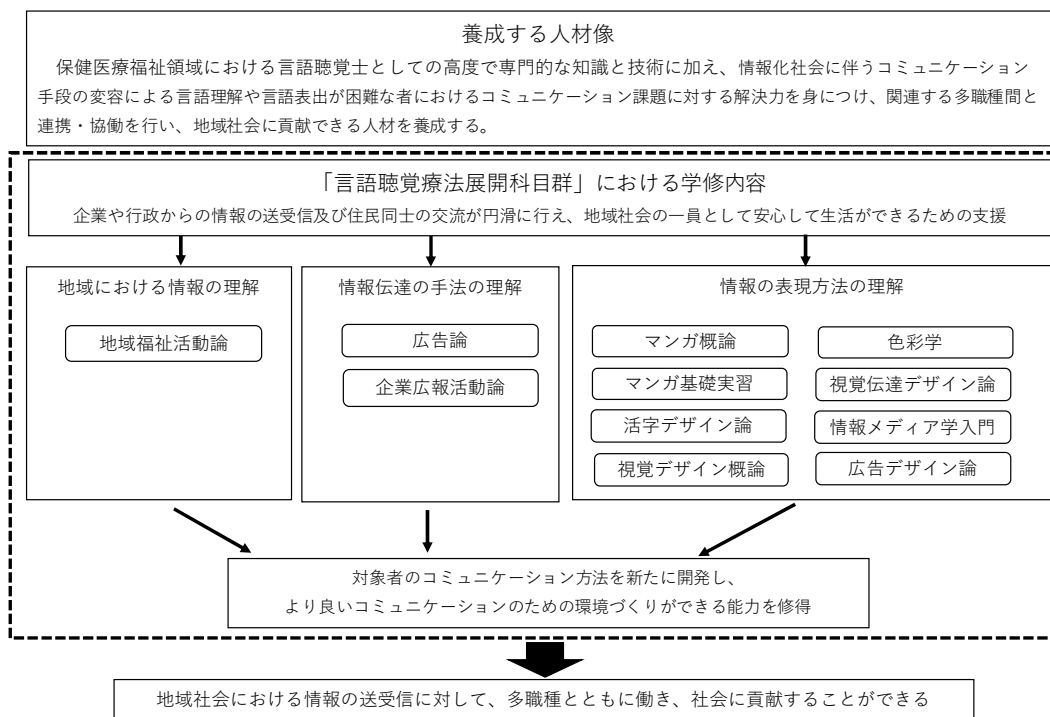 養成する人材像
保健医療福祉領域における言語聴覚士としての高度で専門的な知識と技術に加え、情報化社会に伴うコミュニケーション
手段の変容による言語理解や言語表出が困難な者におけるコミュニケーション課題に対する解決力を身につけ、関連する多職種間と
連携・協働を行い、地域社会に貢献できる人材を養成する。
「言語聴覚療法展開科目群」における学修内容
企業や行政からの情報の送受信及び住民同士の交流が円滑に行え、地域社会の一員として安心して生活ができるための支援
地域における情報の理解
地域福祉活動論
情報伝達の手法の理解
広告論
企業広報活動論
情報の表現方法の理解
マンガ概論
色彩学
マンガ基礎実習
視覚伝達デザイン論
活字デザイン論
情報メディア学入門
視覚デザイン概論
広告デザイン論
対象者のコミュニケーション方法を新たに開発し、
より良いコミュニケーションのための環境づくりができる能力を修得
地域社会における情報の送受信に対して、多職種とともに働き、社会に貢献することができる